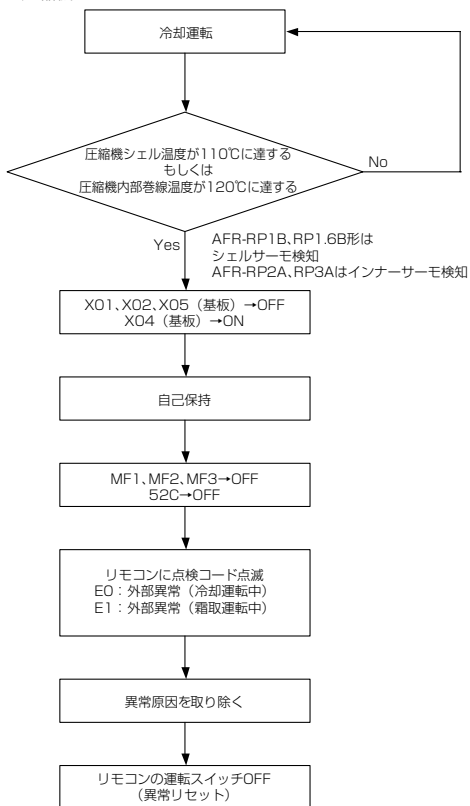 冷却運転
圧縮機シェル温度が110℃に達する
もしくは
圧縮機内部巻線温度が120℃に達する
No
Yes
AFR-RP1B、RP1.6B形は
シェルサーモ検知
AFR-RP2A、RP3Aはインナーサーモ検知
X01、X02、X05（基板）→OFF
X04（基板）→ON
自己保持
MF1、MF2、MF3→OFF
52C→OFF
リモコンに点検コード点滅
E0：外部異常（冷却運転中）
E1：外部異常（霜取運転中）
異常原因を取り除く
リモコンの運転スイッチOFF
（異常リセット）